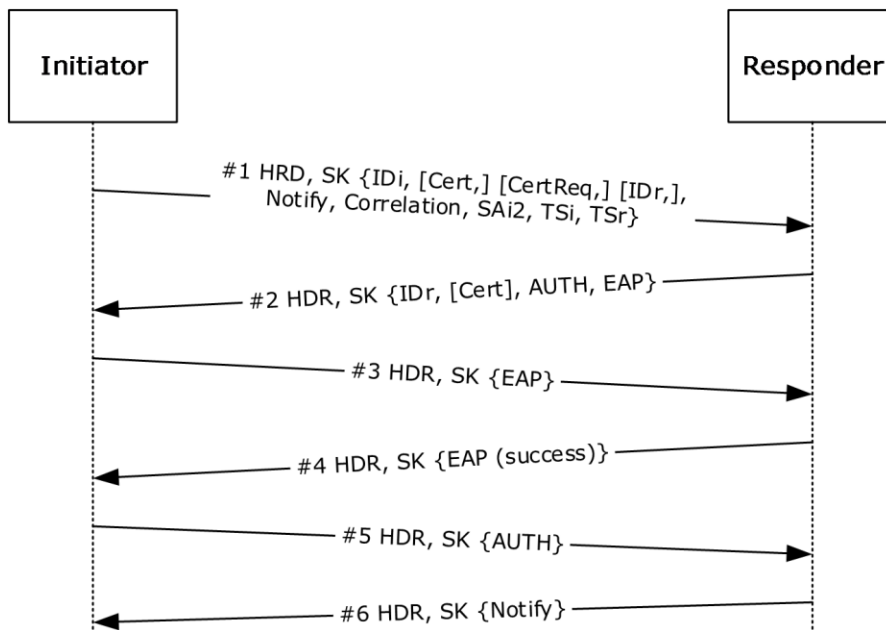 Initiator
Responder
#1 HRD, SK {IDi, [Cert,] [CertReq,] [IDr,],
Notify, Correlation, SAi2, TSi, TSr}
#2 HDR, SK {IDr, [Cert], AUTH, EAP}
#3 HDR, SK {EAP}
#4 HDR, SK {EAP (success)}
#5 HDR, SK {AUTH}
#6 HDR, SK {Notify}